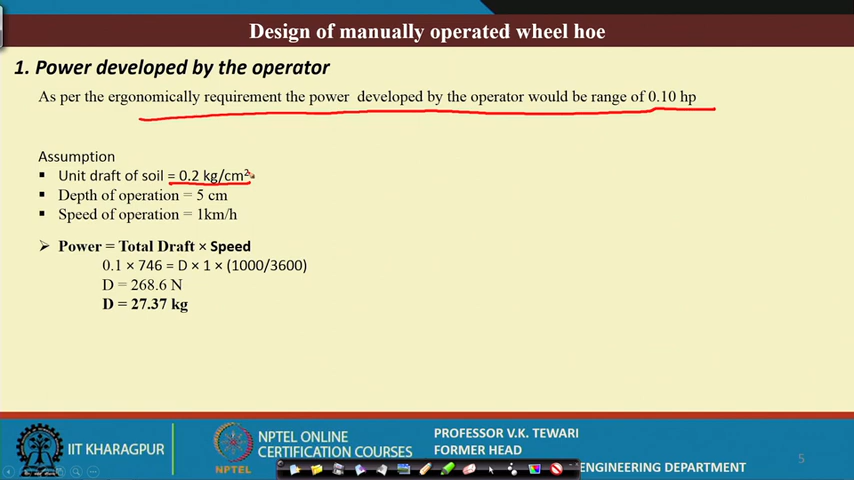 Design of manually operated wheel hoe
1. Power developed by the operator
As per the ergonomically requirement the power developed by the operator would be range of 0.10 hp
Assumption
▪ Unit draft of soil = 0.2 kg/cm²
▪ Depth of operation = 5 cm
▪ Speed of operation = 1km/h
➢ Power = Total Draft × Speed
0.1 × 746 = D × 1 × (1000/3600)
D = 268.6 N
D = 27.37 kg
IIT KHARAGPUR
NPTEL
NPTEL ONLINE
CERTIFICATION COURSES
PROFESSOR V.K. TEWARI
FORMER HEAD
ENGINEERING DEPARTMENT
5